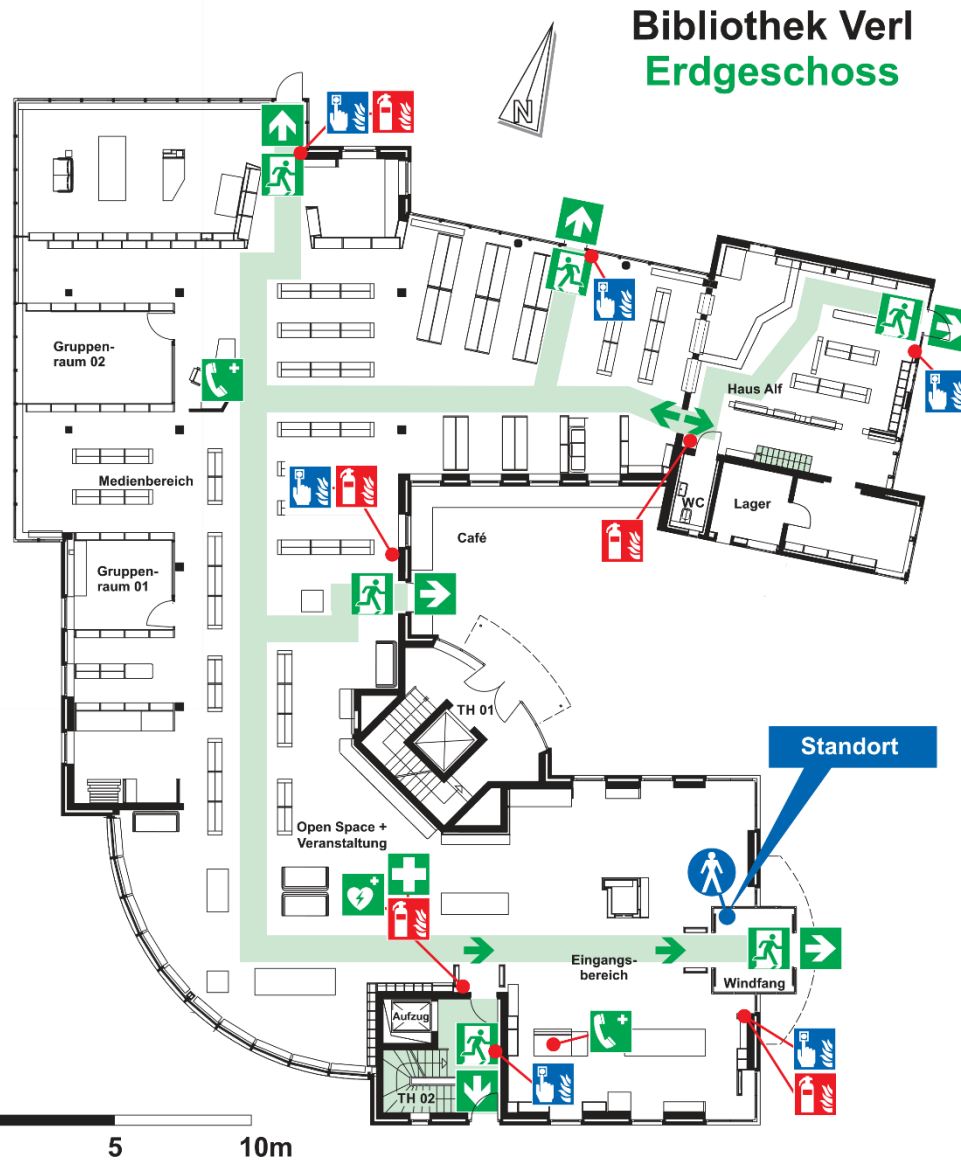 Bibliothek Verl
Erdgeschoss
N
Gruppen-
raum 02
Haus Alf
Medienbereich
WC
Lager
Café
Gruppen-
raum 01
TH 01
Standort
Open Space +
Veranstaltung
Eingangs-
bereich
Windfang
Aufzug
TH 02
5
10m